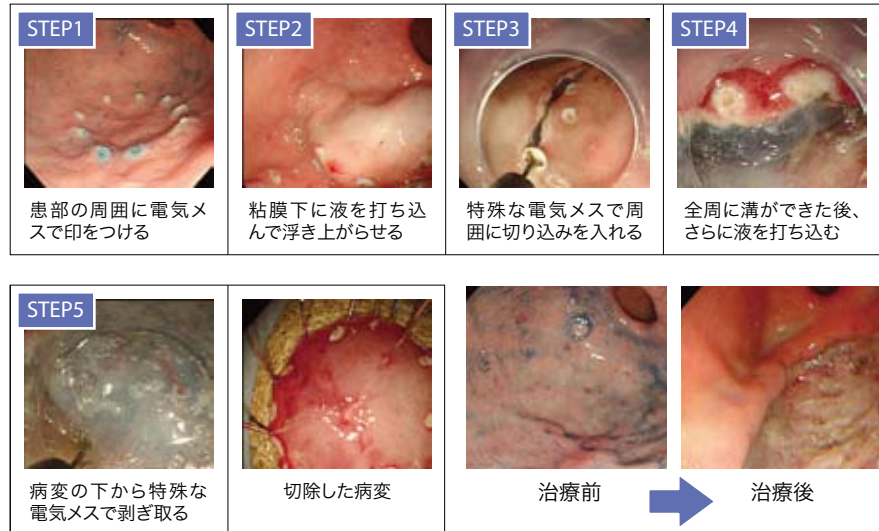 STEP1
患部の周囲に電気メ
スで印をつける
STEP2
粘膜下に液を打ち込
んで浮き上がらせる
STEP3
特殊な電気メスで周
囲に切り込みを入れる
STEP4
全周に溝ができた後、
さらに液を打ち込む
STEP5
病変の下から特殊な
電気メスで剥ぎ取る
切除した病変
治療前
治療後